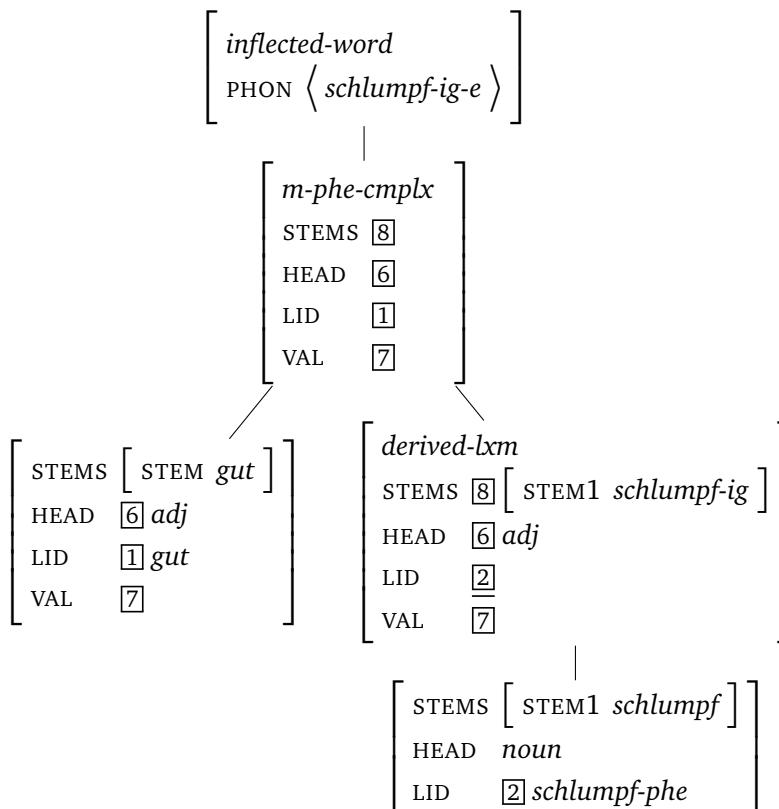 inflected-word
PHON ⟨ schlumpf-ig-e ⟩
m-phe-cmplx
STEMS 8
HEAD 6
LID 1
VAL 7
STEMS [ STEM gut ]
HEAD 6 adj
LID 1 gut
VAL 7
derived-lxm
STEMS 8 [ STEM1 schlumpf-ig ]
HEAD 6 adj
LID 2
VAL 7
STEMS [ STEM1 schlumpf ]
HEAD noun
LID 2 schlumpf-phe